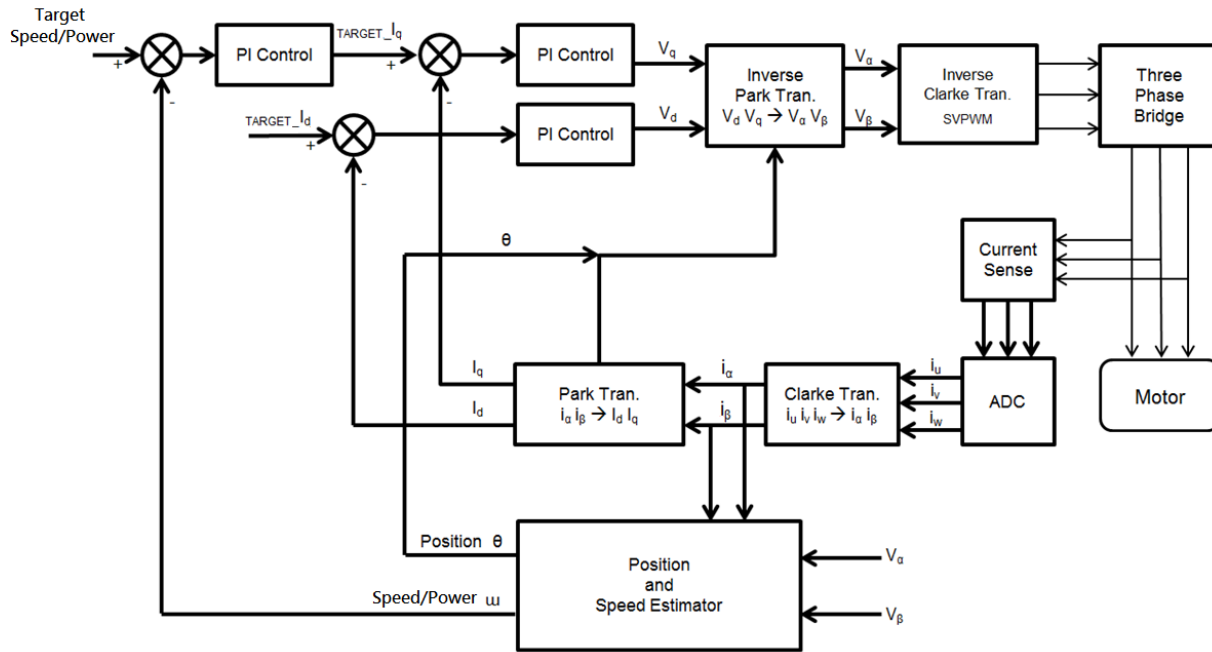 Target
Speed/Power
+
-
PI Control
TARGET_Iq
+
-
PI Control
Vq
Inverse
Park Tran.
Vd Vq → Vα Vβ
Vα
Inverse
Clarke Tran.
SVPWM
Three
Phase
Bridge
TARGET_Id
+
-
PI Control
Vd
Vβ
θ
Current
Sense
Iq
Id
Park Tran.
iα iβ → Id Iq
iα
iβ
Clarke Tran.
iu iv iw → iα iβ
iu
iv
iw
ADC
Motor
Position θ
Speed/Power ω
Position
and
Speed Estimator
Vα
Vβ